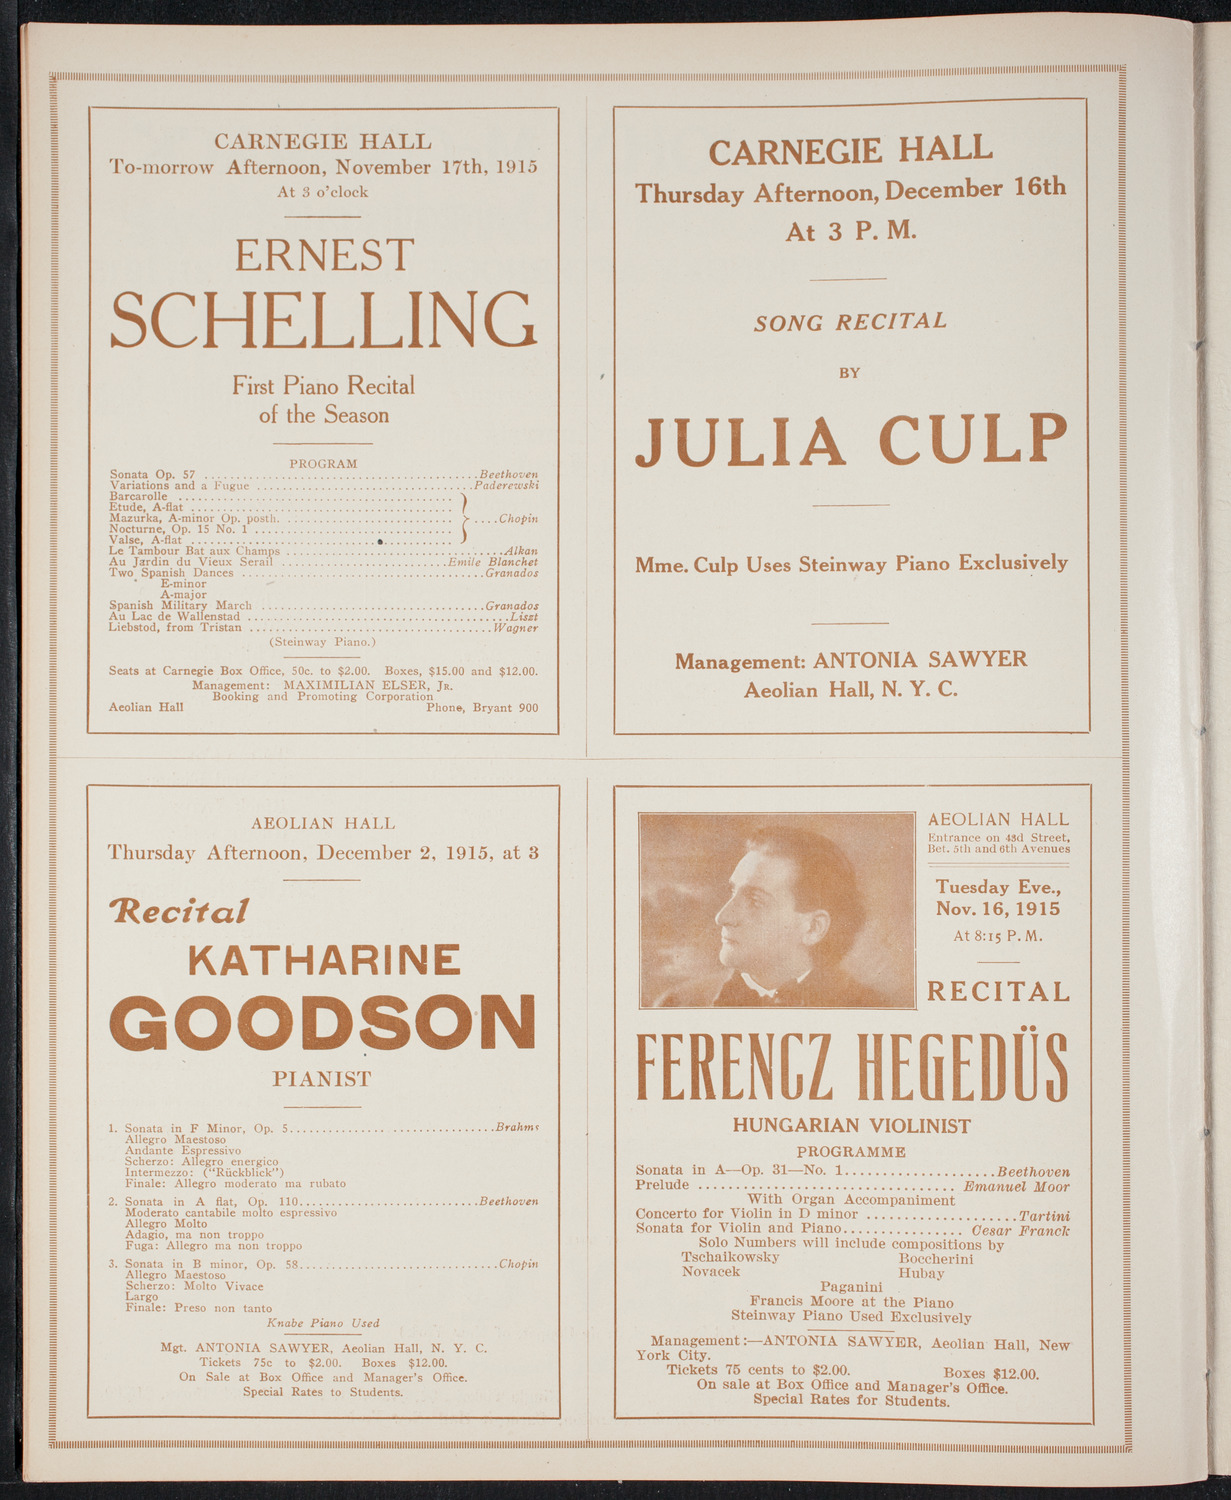 CARNEGIE HALL
To-morrow Afternoon, November 17th, 1915
At 3 o'clock
ERNEST
SCHELLING
First Piano Recital
of the Season
PROGRAM
Sonata Op. 57 ........................................Beethoven
Variations and a Fugue ................................Paderewski
Barcarolle ........................................
Etude, A-flat ........................................
Mazurka, A-minor Op. posth. ........................ } ....Chopin
Nocturne, Op. 15 No. 1 ..............................
Valse, A-flat ........................................
Le Tambour Bat aux Champs ................................Alkan
Au Jardin du Vieux Serail ........................Emile Blanchet
Two Spanish Dances ....................................Granados
E-minor
A-major
Spanish Military March ................................Granados
Au Lac de Wallenstad ......................................Liszt
Liebstod, from Tristan ....................................Wagner
(Steinway Piano.)
Seats at Carnegie Box Office, 50c. to $2.00. Boxes, $15.00 and $12.00.
Management: MAXIMILIAN ELSER, JR.
Booking and Promoting Corporation
Aeolian Hall Phone, Bryant 900
CARNEGIE HALL
Thursday Afternoon, December 16th
At 3 P. M.
SONG RECITAL
BY
JULIA CULP
Mme. Culp Uses Steinway Piano Exclusively
Management: ANTONIA SAWYER
Aeolian Hall, N. Y. C.
AEOLIAN HALL
Thursday Afternoon, December 2, 1915, at 3
Recital
KATHARINE
GOODSON
PIANIST
1. Sonata in F Minor, Op. 5............. ................Brahms
Allegro Maestoso
Andante Espressivo
Scherzo: Allegro energico
Intermezzo: ("Rückblick")
Finale: Allegro moderato ma rubato
2. Sonata in A flat, Op. 110............................Beethoven
Moderato cantabile molto espressivo
Allegro Molto
Adagio, ma non troppo
Fuga: Allegro ma non troppo
3. Sonata in B minor, Op. 58..............................Chopin
Allegro Maestoso
Scherzo: Molto Vivace
Largo
Finale: Preso non tanto
Knabe Piano Used
Mgt. ANTONIA SAWYER, Aeolian Hall, N. Y. C.
Tickets 75c to $2.00. Boxes $12.00.
On Sale at Box Office and Manager's Office.
Special Rates to Students.
AEOLIAN HALL
Entrance on 43d Street,
Bet. 5th and 6th Avenues
Tuesday Eve.,
Nov. 16, 1915
At 8:15 P. M.
RECITAL
FERENCZ HEGEDÜS
HUNGARIAN VIOLINIST
PROGRAMME
Sonata in A—Op. 31—No. 1...................Beethoven
Prelude ................................ Emanuel Moor
With Organ Accompaniment
Concerto for Violin in D minor ...................Tartini
Sonata for Violin and Piano............... Cesar Franck
Solo Numbers will include compositions by
Tschaikowsky Boccherini
Novacek Hubay
Paganini
Francis Moore at the Piano
Steinway Piano Used Exclusively
Management:—ANTONIA SAWYER, Aeolian Hall, New
York City.
Tickets 75 cents to $2.00. Boxes $12.00.
On sale at Box Office and Manager's Office.
Special Rates for Students.